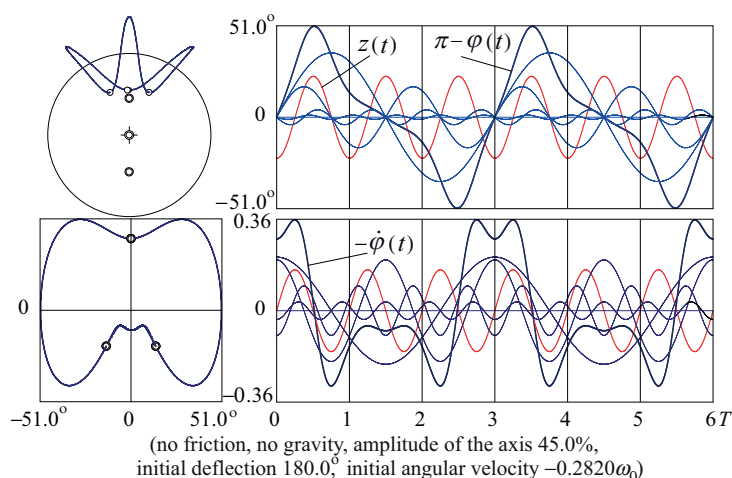 51.0°
z(t)
π−φ(t)
0
−51.0°
0.36
−φ̇(t)
0
0
−0.36
−51.0° 0 51.0°
0 1 2 3 4 5 6T
(no friction, no gravity, amplitude of the axis 45.0%,
initial deflection 180.0°, initial angular velocity −0.2820ω₀)